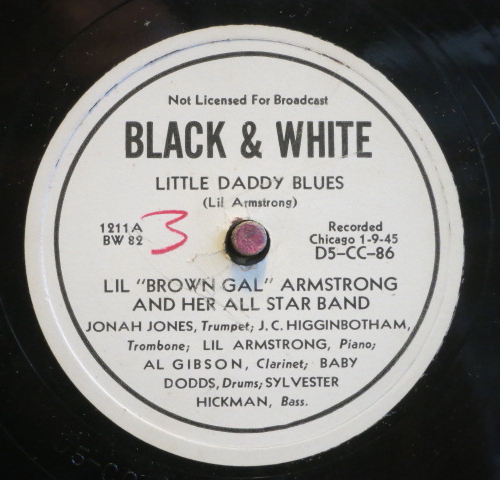 Not Licensed For Broadcast
BLACK & WHITE
LITTLE DADDY BLUES
(Lil Armstrong)
1211A
BW 82
3
Recorded
Chicago 1-9-45
D5-CC-86
LIL "BROWN GAL" ARMSTRONG
AND HER ALL STAR BAND
JONAH JONES, Trumpet; J. C. HIGGINBOTHAM,
Trombone; LIL ARMSTRONG, Piano;
AL GIBSON, Clarinet; BABY
DODDS, Drums; SYLVESTER
HICKMAN, Bass.